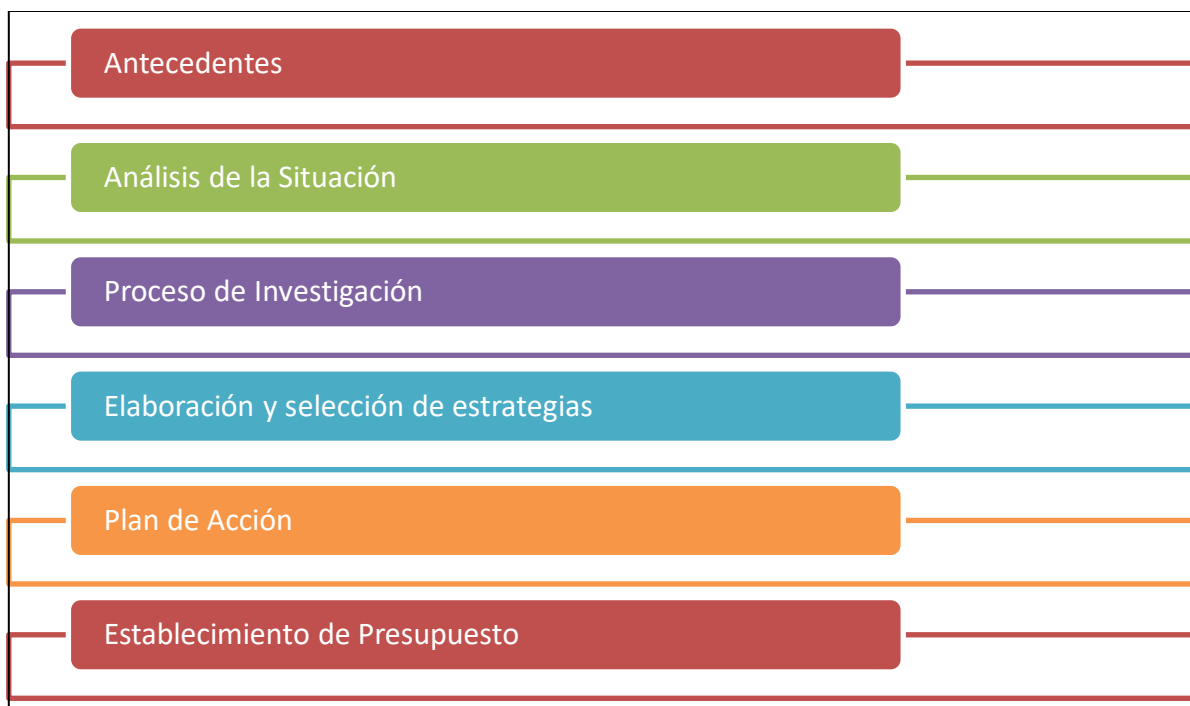 Antecedentes
Análisis de la Situación
Proceso de Investigación
Elaboración y selección de estrategias
Plan de Acción
Establecimiento de Presupuesto